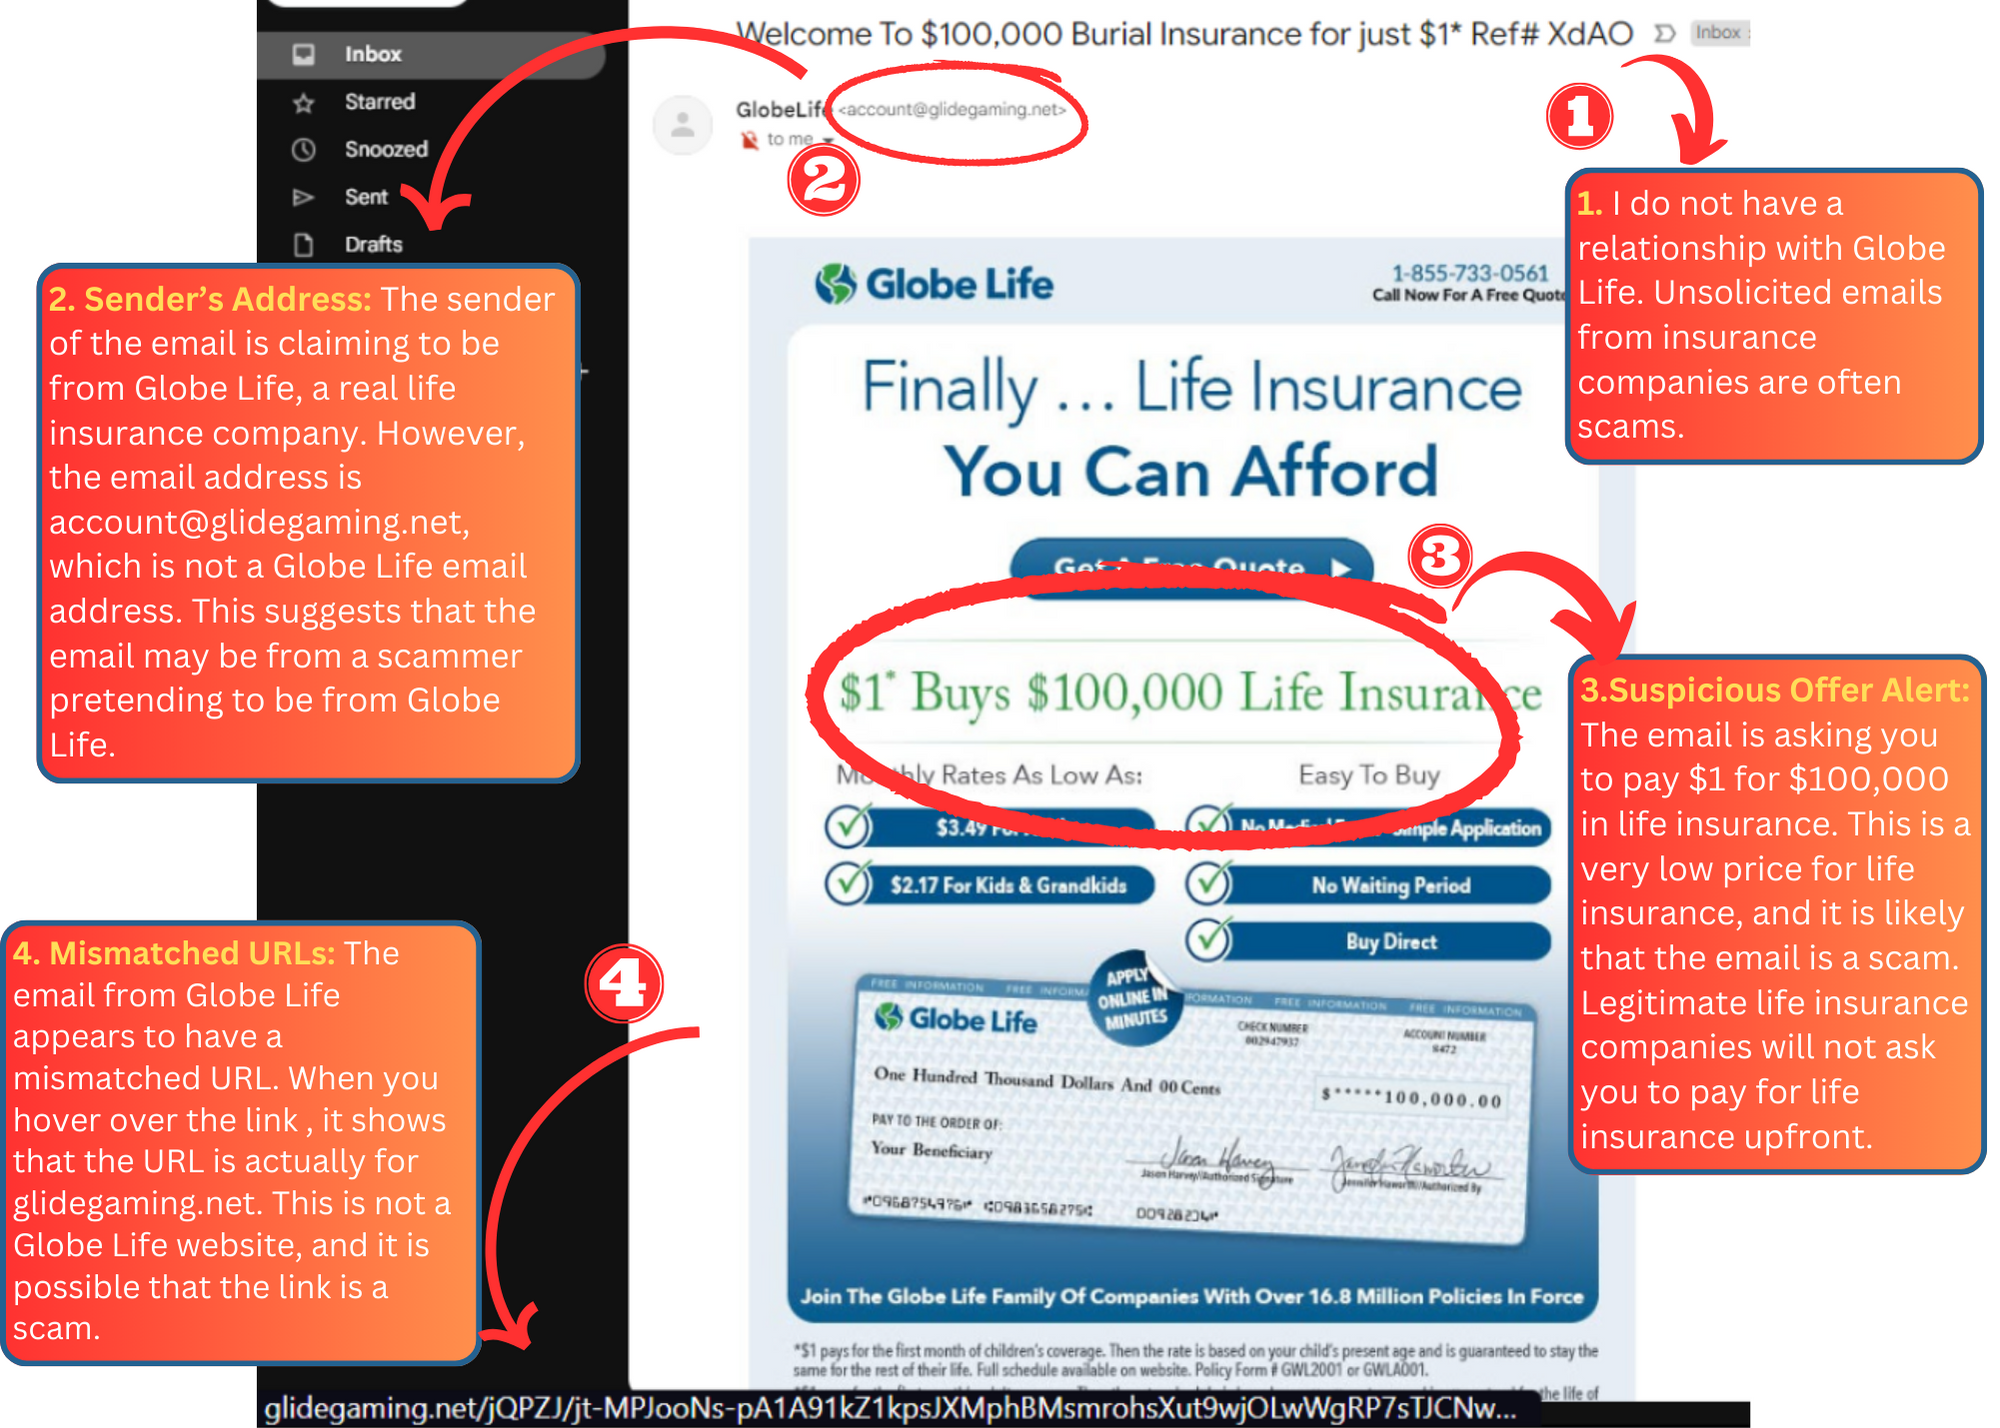 Welcome To $100,000 Burial Insurance for just $1* Ref# XdAO
Inbox
Inbox
Starred
Snoozed
Sent
Drafts
GlobeLife <account@glidegaming.net>
to me
1
2
1. I do not have a
relationship with Globe
Life. Unsolicited emails
from insurance
companies are often
scams.
2. Sender's Address: The sender
of the email is claiming to be
from Globe Life, a real life
insurance company. However,
the email address is
account@glidegaming.net,
which is not a Globe Life email
address. This suggests that the
email may be from a scammer
pretending to be from Globe
Life.
Globe Life
1-855-733-0561
Call Now For A Free Quote
Finally ... Life Insurance
You Can Afford
Get A Free Quote
3
$1* Buys $100,000 Life Insurance
Monthly Rates As Low As:
Easy To Buy
$3.49 For
No Medical Simple Application
$2.17 For Kids & Grandkids
No Waiting Period
Buy Direct
3.Suspicious Offer Alert:
The email is asking you
to pay $1 for $100,000
in life insurance. This is a
very low price for life
insurance, and it is likely
that the email is a scam.
Legitimate life insurance
companies will not ask
you to pay for life
insurance upfront.
4
4. Mismatched URLs: The
email from Globe Life
appears to have a
mismatched URL. When you
hover over the link , it shows
that the URL is actually for
glidegaming.net. This is not a
Globe Life website, and it is
possible that the link is a
scam.
FREE INFORMATION FREE INFORMATION FREE INFORMATION FREE INFORMATION
APPLY
ONLINE IN
MINUTES
Globe Life
CHECK NUMBER
002947937
ACCOUNT NUMBER
8472
One Hundred Thousand Dollars And 00 Cents
$*****100,000.00
PAY TO THE ORDER OF:
Your Beneficiary
Jason Harvey
Jason Harvey/Authorized Signature
Jennifer Haworth/Authorized By
Join The Globe Life Family Of Companies With Over 16.8 Million Policies In Force
*$1 pays for the first month of children's coverage. Then the rate is based on your child's present age and is guaranteed to stay the
same for the rest of their life. Full schedule available on website. Policy Form # GWL2001 or GWLA001.
the life of
glidegaming.net/jQPZJ/jt-MPJooNs-pA1A91kZ1kpsJXMphBMsmrohsXut9wjOLwWgRP7sTJCNw...